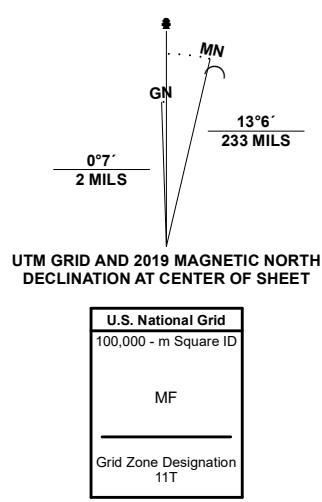 MN
GN
13°6´
233 MILS
0°7´
2 MILS
UTM GRID AND 2019 MAGNETIC NORTH
DECLINATION AT CENTER OF SHEET
U.S. National Grid
100,000 - m Square ID
MF
Grid Zone Designation
11T